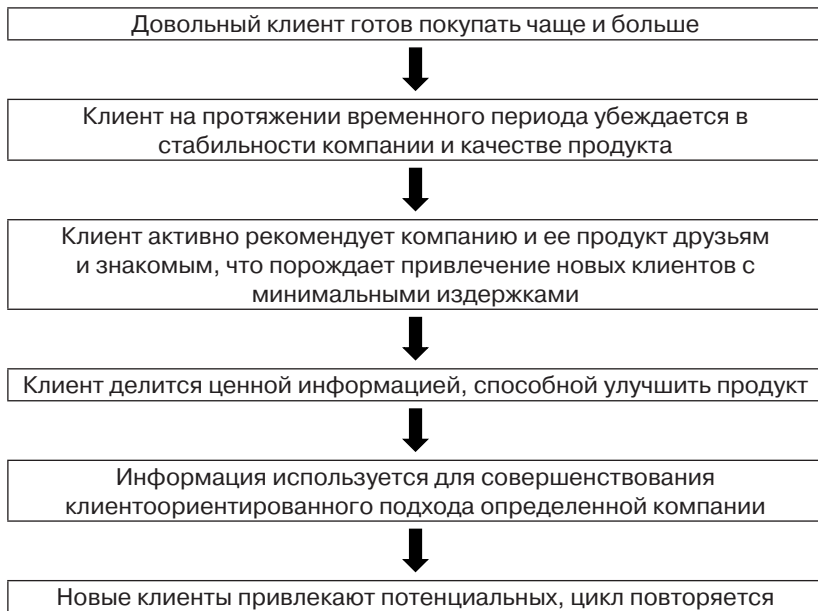 Довольный клиент готов покупать чаще и больше
Клиент на протяжении временного периода убеждается в
стабильности компании и качестве продукта
Клиент активно рекомендует компанию и ее продукт друзьям
и знакомым, что порождает привлечение новых клиентов с
минимальными издержками
Клиент делится ценной информацией, способной улучшить продукт
Информация используется для совершенствования
клиентоориентированного подхода определенной компании
Новые клиенты привлекают потенциальных, цикл повторяется